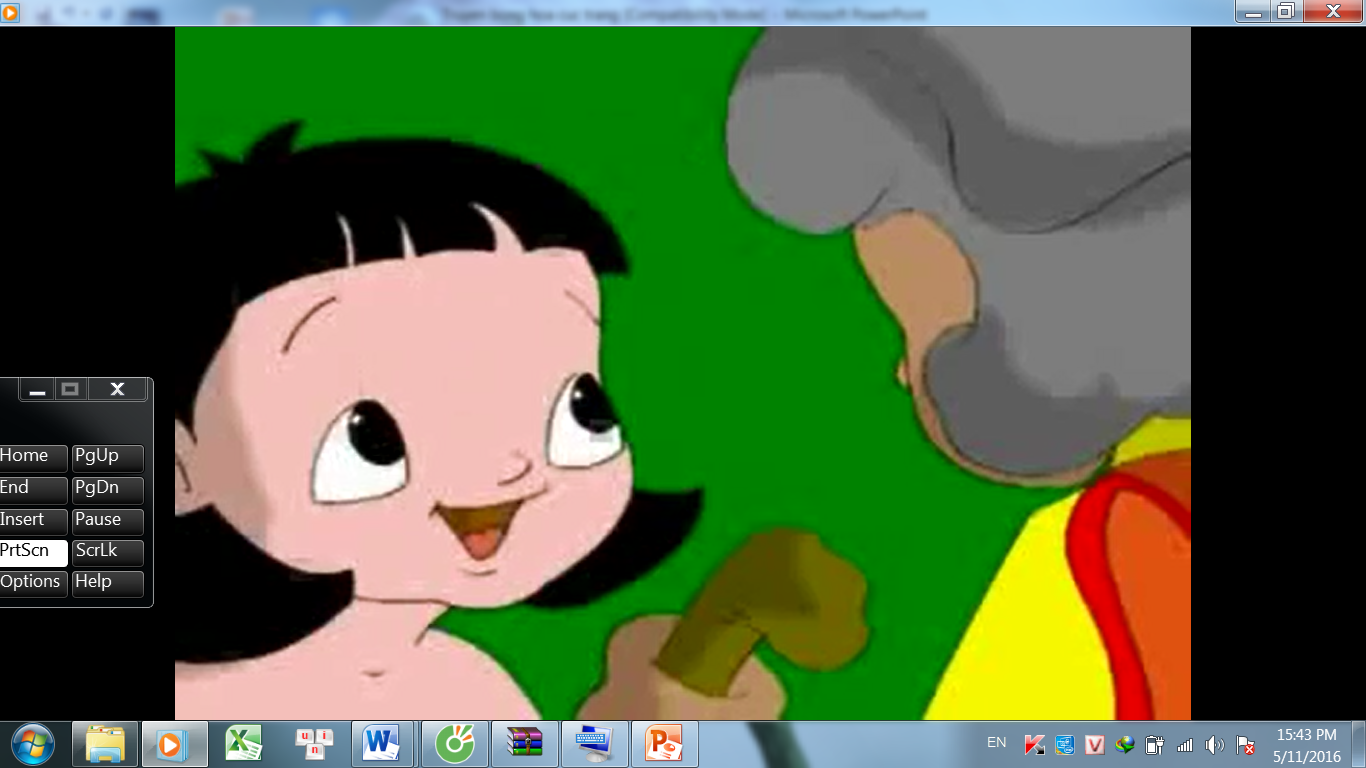 Home PgUp
End PgDn
Insert Pause
PrtScn ScrLk
Options Help
u i n
EN
15:43 PM
5/11/2016